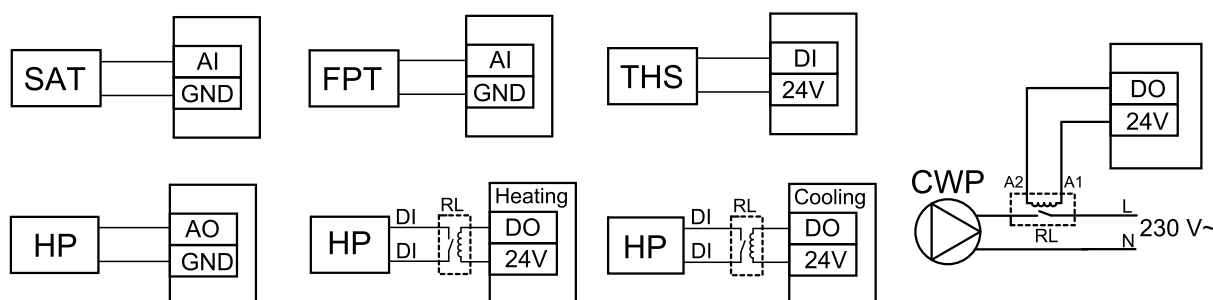 SAT
AI
GND
FPT
AI
GND
THS
DI
24V
DO
24V
CWP
A2
A1
RL
L
N
230 V~
HP
AO
GND
HP
DI
DI
RL
Heating
DO
24V
HP
DI
DI
RL
Cooling
DO
24V